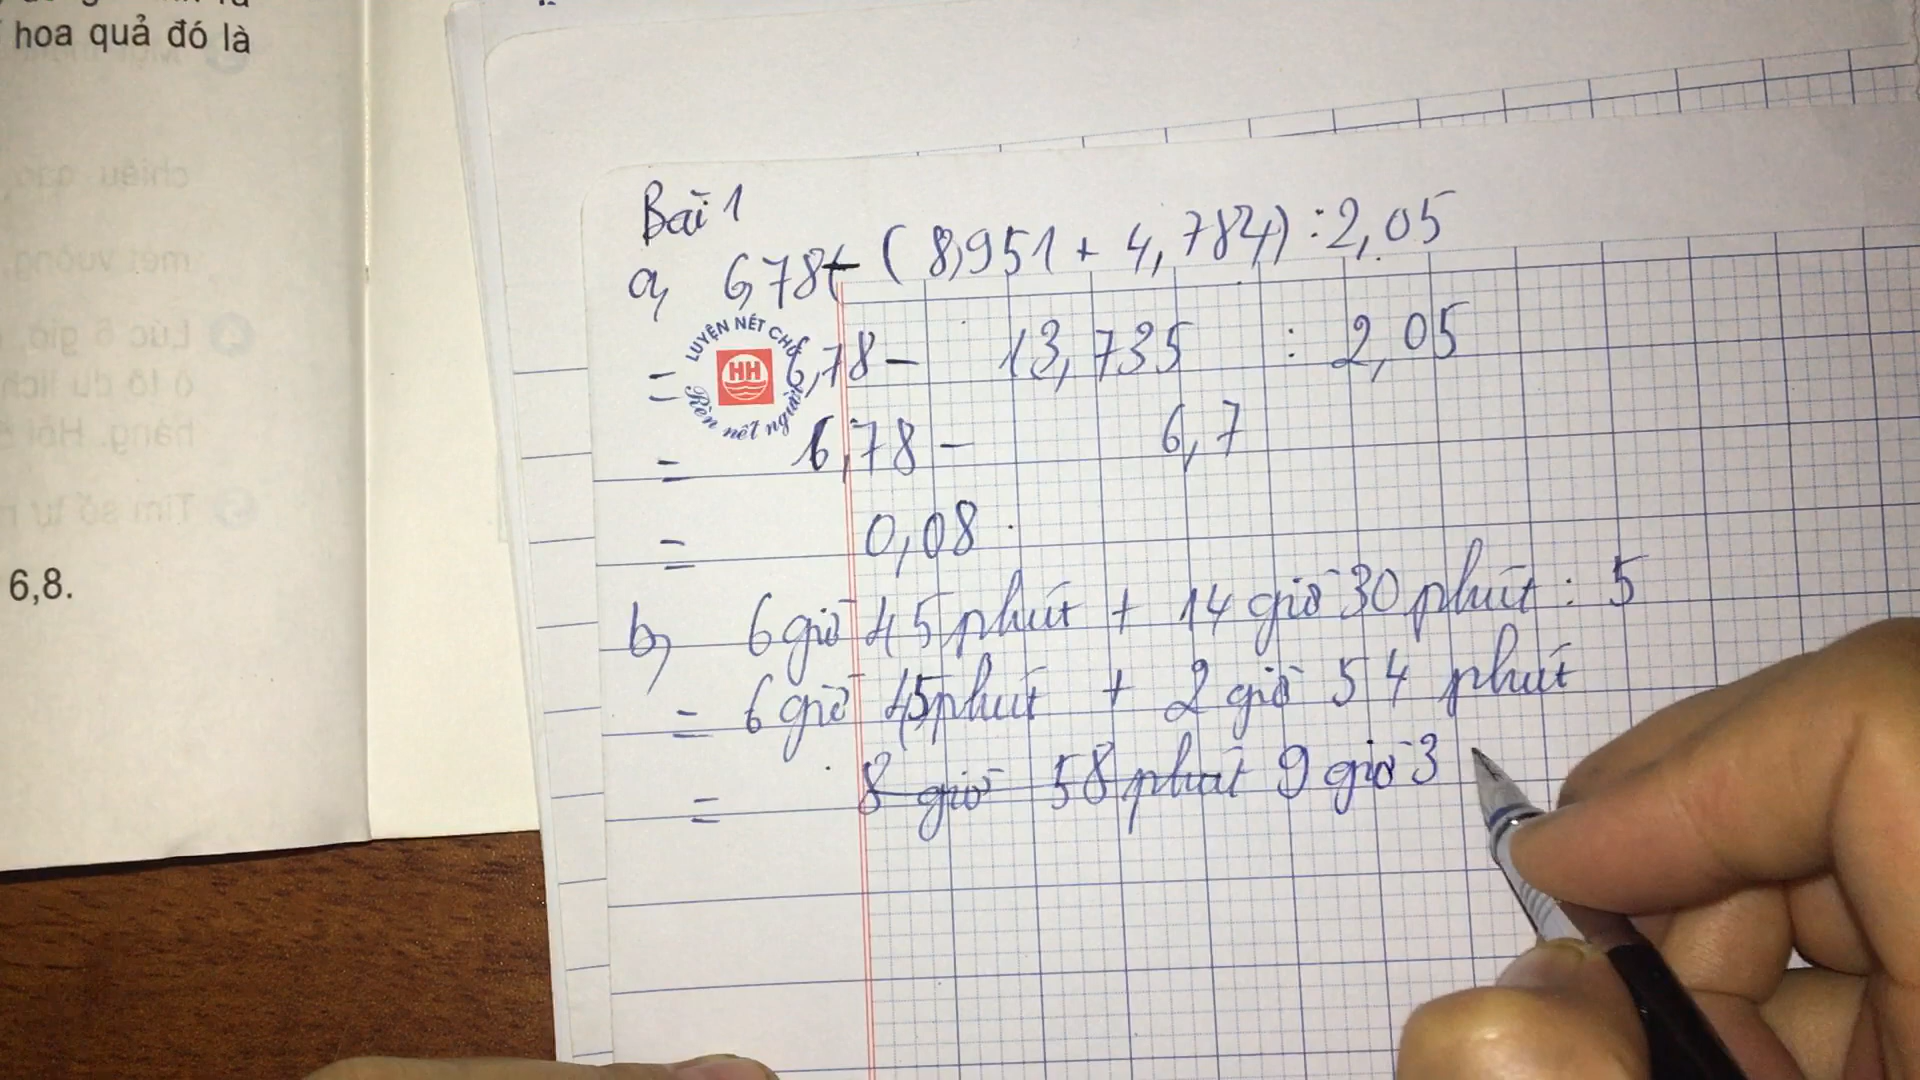 hoa quả đó là
6,8.
Bài 1
a, 6,78 - ( 8,951 + 4,784) : 2,05
= 6,78 - 13,735 : 2,05
= 6,78 - 6,7
= 0,08
b, 6 giờ 45 phút + 14 giờ 30 phút : 5
= 6 giờ 45 phút + 2 giờ 54 phút
= 8 giờ 58 phút 9 giờ 3
LUYỆN NÉT CHỮ
HH
Rèn nết người